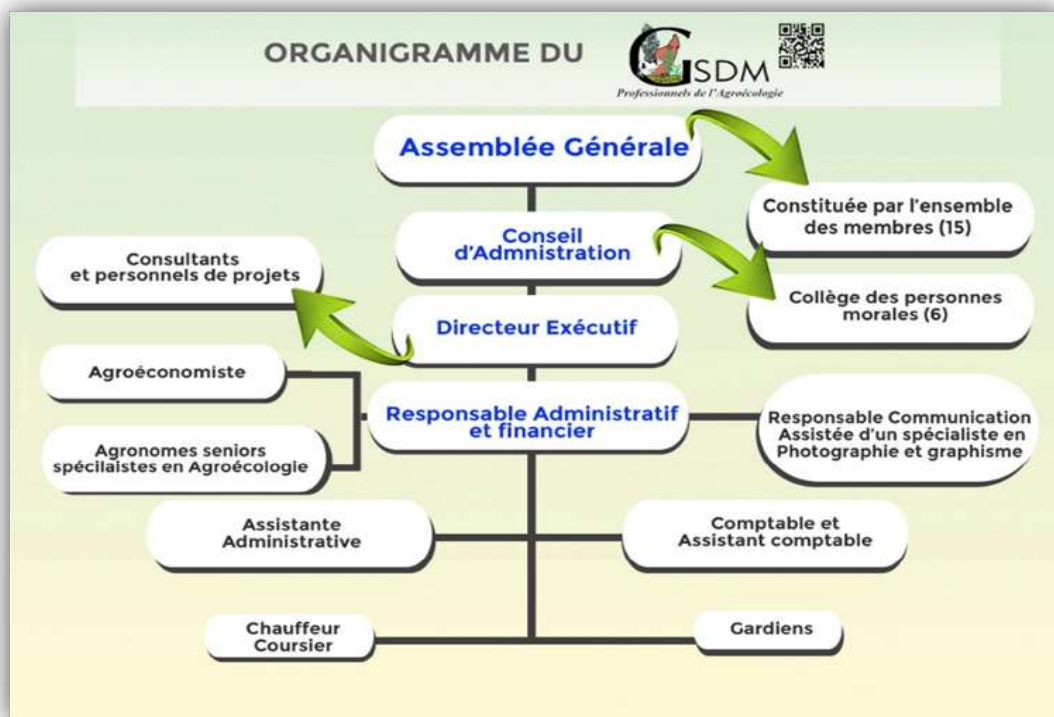 ORGANIGRAMME DU
GSDM
Professionnels de l'Agroécologie
Assemblée Générale
Constituée par l'ensemble
des membres (15)
Conseil
d'Admnistration
Collège des personnes
morales (6)
Consultants
et personnels de projets
Directeur Exécutif
Agroéconomiste
Responsable Administratif
et financier
Responsable Communication
Assistée d'un spécialiste en
Photographie et graphisme
Agronomes seniors
spécilaistes en Agroécologie
Assistante
Administrative
Comptable et
Assistant comptable
Chauffeur
Coursier
Gardiens